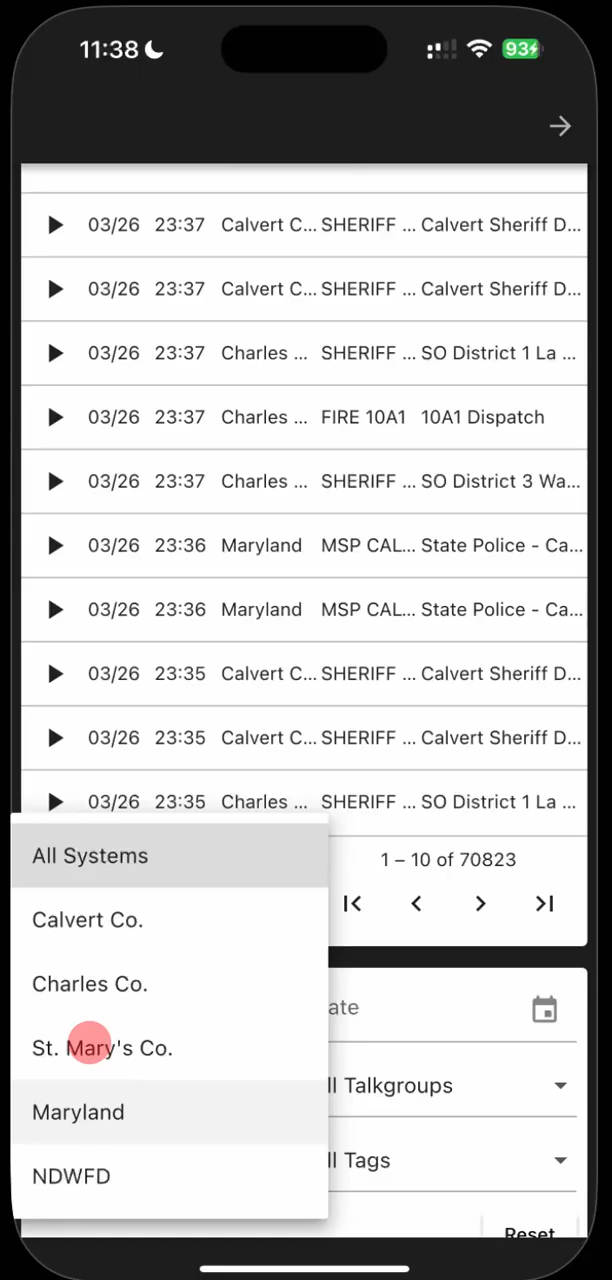 11:38
93
03/26 23:37 Calvert C... SHERIFF ... Calvert Sheriff D...
03/26 23:37 Calvert C... SHERIFF ... Calvert Sheriff D...
03/26 23:37 Charles ... SHERIFF ... SO District 1 La ...
03/26 23:37 Charles ... FIRE 10A1 10A1 Dispatch
03/26 23:37 Charles ... SHERIFF ... SO District 3 Wa...
03/26 23:36 Maryland MSP CAL... State Police - Ca...
03/26 23:36 Maryland MSP CAL... State Police - Ca...
03/26 23:35 Calvert C... SHERIFF ... Calvert Sheriff D...
03/26 23:35 Calvert C... SHERIFF ... Calvert Sheriff D...
03/26 23:35 Charles ... SHERIFF ... SO District 1 La ...
All Systems
1 – 10 of 70823
Calvert Co.
Charles Co.
ate
St. Mary's Co.
ll Talkgroups
Maryland
ll Tags
NDWFD
Reset